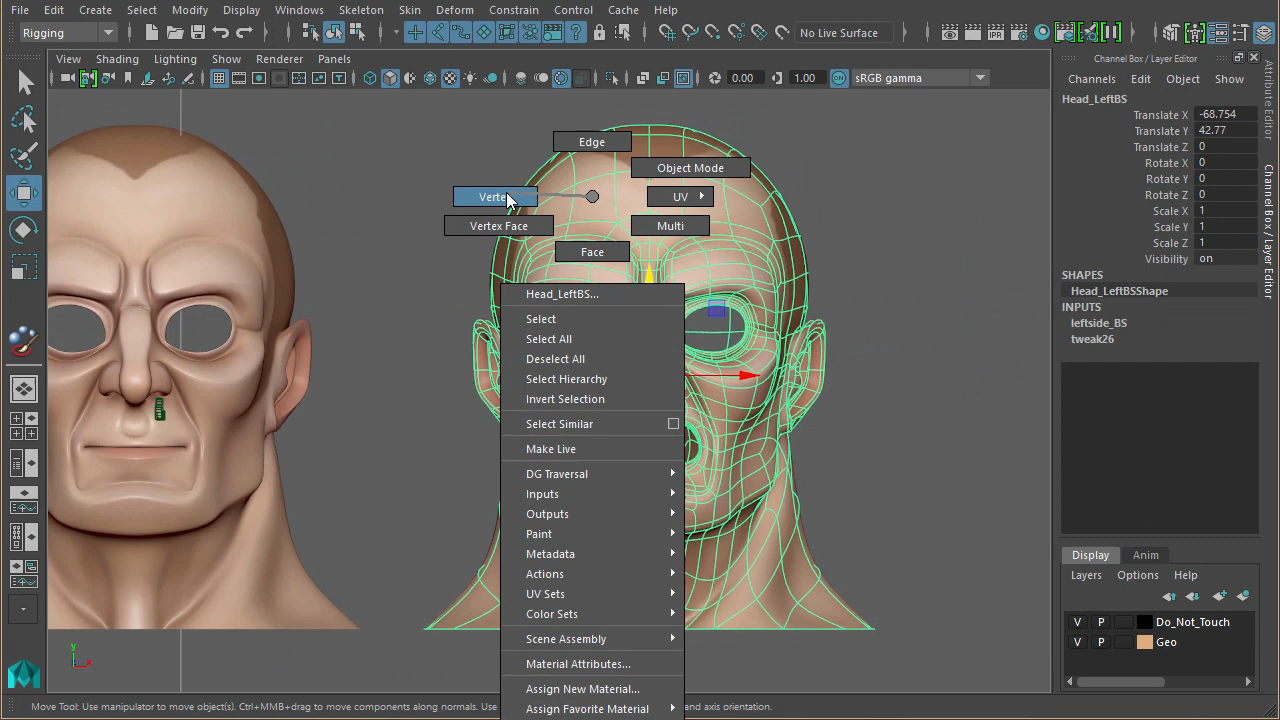 File Edit Create Select Modify Display Windows Skeleton Skin Deform Constrain Control Cache Help
Rigging
No Live Surface
View Shading Lighting Show Renderer Panels
0.00 1.00 sRGB gamma
Channel Box / Layer Editor
Channels Edit Object Show
Head_LeftBS
Translate X -68.754
Translate Y 42.77
Translate Z 0
Rotate X 0
Rotate Y 0
Rotate Z 0
Scale X 1
Scale Y 1
Scale Z 1
Visibility on
SHAPES
Head_LeftBSShape
INPUTS
leftside_BS
tweak26
Attribute Editor
Channel Box / Layer Editor
Edge
Object Mode
UV
Vertex Face
Multi
Face
Head_LeftBS...
Select
Select All
Deselect All
Select Hierarchy
Invert Selection
Select Similar
Make Live
DG Traversal
Inputs
Outputs
Paint
Metadata
Actions
UV Sets
Color Sets
Scene Assembly
Material Attributes...
Assign New Material...
Assign Favorite Material
Display Anim
Layers Options Help
V P Do_Not_Touch
V P Geo
y
x
Move Tool: Use manipulator to move object(s). Ctrl+MMB+drag to move components along normals. Use and axis orientation.